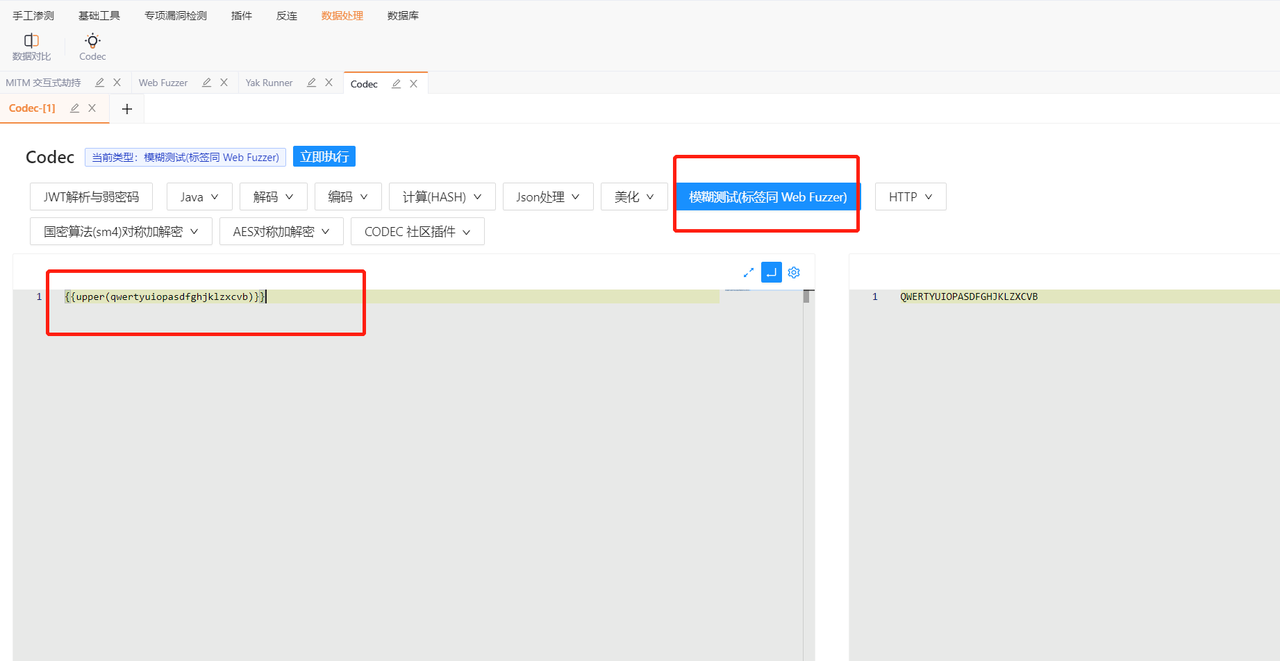 手工渗测 基础工具 专项漏洞检测 插件 反连 数据处理 数据库
数据对比 Codec
MITM 交互式劫持 Web Fuzzer Yak Runner Codec
Codec-[1]
Codec 当前类型：模糊测试(标签同 Web Fuzzer) 立即执行
JWT解析与弱密码 Java 解码 编码 计算(HASH) Json处理 美化 模糊测试(标签同 Web Fuzzer) HTTP
国密算法(sm4)对称加解密 AES对称加解密 CODEC 社区插件
1 {{upper(qwertyuiopasdfghjklzxcvb)}}
1 QWERTYUIOPASDFGHJKLZXCVB